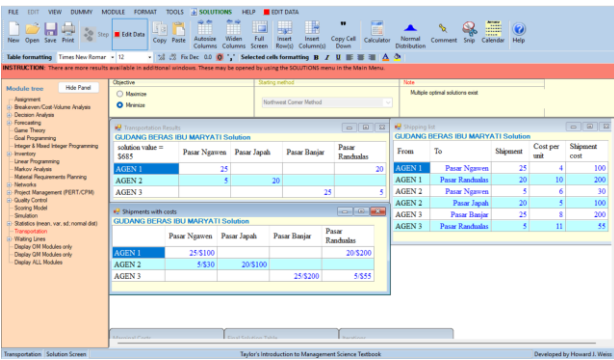 FILE EDIT VIEW DUMMY MODULE FORMAT TOOLS SOLUTIONS HELP EDIT DATA
New Open Save Print Step Edit Data Copy Paste Autosize Columns Widen Columns Full Screen Insert Row(s) Insert Column(s) Copy Cell Down Calculator Normal Distribution Comment Snip Calendar Help
Table formatting Times New Roman 12 Fix Dec 0.0 Selected cells formatting B I U
INSTRUCTION: There are more results available in additional windows. These may be opened by using the SOLUTIONS menu in the Main Menu.
Module tree Hide Panel
Assignment
Breakeven/Cost-Volume Analysis
Decision Analysis
Forecasting
Game Theory
Goal Programming
Integer & Mixed Integer Programming
Inventory
Linear Programming
Markov Analysis
Material Requirements Planning
Networks
Project Management (PERT/CPM)
Quality Control
Scoring Model
Simulation
Statistics (mean, var, sd; normal dist)
Transportation
Waiting Lines
Display OM Modules only
Display QM Modules only
Display ALL Modules
Objective
Maximize
Minimize
Starting method
Northwest Corner Method
Note
Multiple optimal solutions exist
Transportation Results
GUDANG BERAS IBU MARYATI Solution
solution value = $685 Pasar Ngawen Pasar Japah Pasar Banjar Pasar Randualas
AGEN 1 25 20
AGEN 2 5 20
AGEN 3 25 5
Shipments with costs
GUDANG BERAS IBU MARYATI Solution
Pasar Ngawen Pasar Japah Pasar Banjar Pasar Randualas
AGEN 1 25/$100 20/$200
AGEN 2 5/$30 20/$100
AGEN 3 25/$200 5/$55
Shipping list
GUDANG BERAS IBU MARYATI Solution
From To Shipment Cost per unit Shipment cost
AGEN 1 Pasar Ngawen 25 4 100
AGEN 1 Pasar Randualas 20 10 200
AGEN 2 Pasar Ngawen 5 6 30
AGEN 2 Pasar Japah 20 5 100
AGEN 3 Pasar Banjar 25 8 200
AGEN 3 Pasar Randualas 5 11 55
Marginal Costs Final Solution Table Iterations
Transportation Solution Screen Taylor's Introduction to Management Science Textbook Developed by Howard J. Weiss